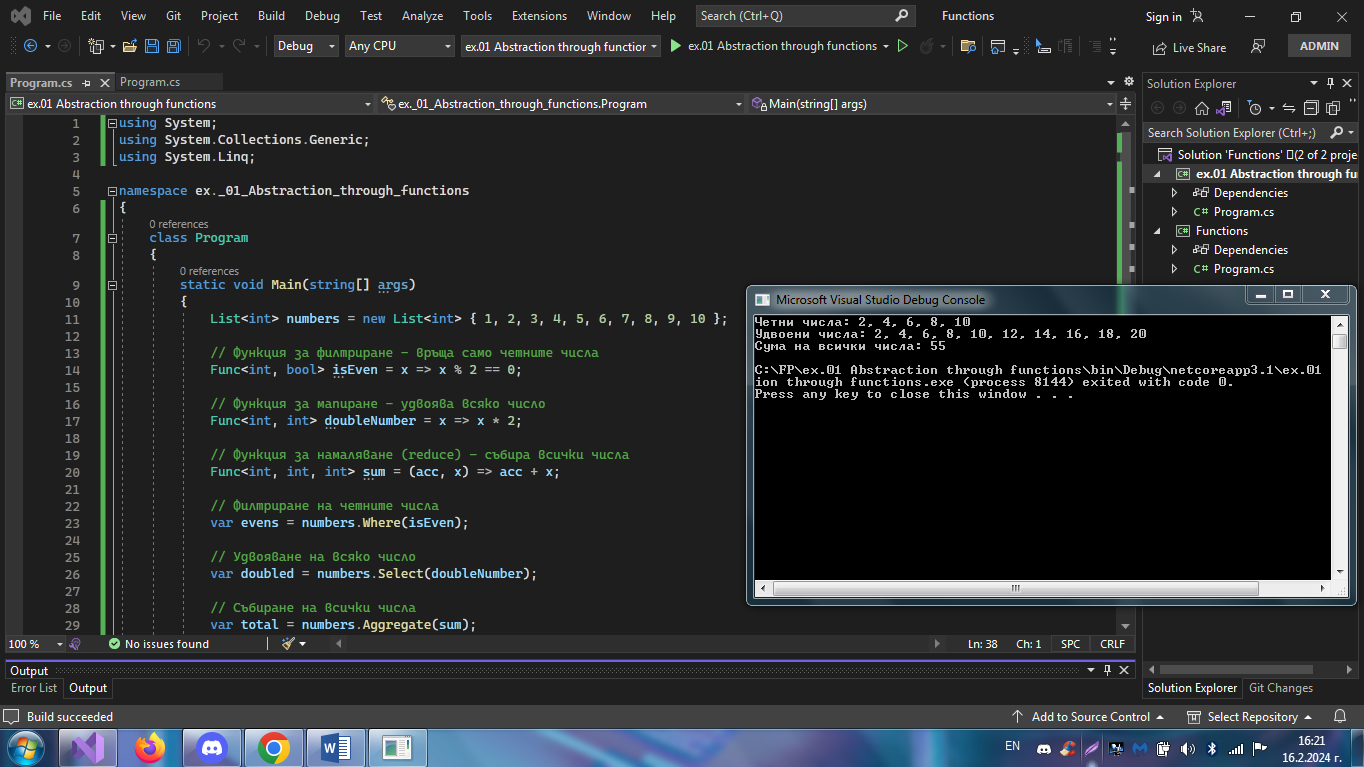 File Edit View Git Project Build Debug Test Analyze Tools Extensions Window Help Search (Ctrl+Q) Functions Sign in
Debug Any CPU ex.01 Abstraction through function ex.01 Abstraction through functions Live Share ADMIN
Program.cs Program.cs
ex.01 Abstraction through functions ex._01_Abstraction_through_functions.Program Main(string[] args)
1 using System;
2 using System.Collections.Generic;
3 using System.Linq;
4
5 namespace ex._01_Abstraction_through_functions
6 {
0 references
7 class Program
8 {
0 references
9 static void Main(string[] args)
10 {
11 List<int> numbers = new List<int> { 1, 2, 3, 4, 5, 6, 7, 8, 9, 10 };
12
13 // Функция за филтриране – връща само четните числа
14 Func<int, bool> isEven = x => x % 2 == 0;
15
16 // Функция за мапиране – удвоява всяко число
17 Func<int, int> doubleNumber = x => x * 2;
18
19 // Функция за намаляване (reduce) – събира всички числа
20 Func<int, int, int> sum = (acc, x) => acc + x;
21
22 // Филтриране на четните числа
23 var evens = numbers.Where(isEven);
24
25 // Удвояване на всяко число
26 var doubled = numbers.Select(doubleNumber);
27
28 // Събиране на всички числа
29 var total = numbers.Aggregate(sum);
100 % No issues found Ln: 38 Ch: 1 SPC CRLF
Output
Error List Output
Solution Explorer
Search Solution Explorer (Ctrl+;)
Solution 'Functions' (2 of 2 proje
ex.01 Abstraction through fu
Dependencies
C# Program.cs
Functions
Dependencies
C# Program.cs
Microsoft Visual Studio Debug Console
Четни числа: 2, 4, 6, 8, 10
Удвоени числа: 2, 4, 6, 8, 10, 12, 14, 16, 18, 20
Сума на всички числа: 55
C:\FP\ex.01 Abstraction through functions\bin\Debug\netcoreapp3.1\ex.01
ion through functions.exe (process 8144) exited with code 0.
Press any key to close this window . . .
Solution Explorer Git Changes
Build succeeded Add to Source Control Select Repository
EN 16:21
16.2.2024 г.